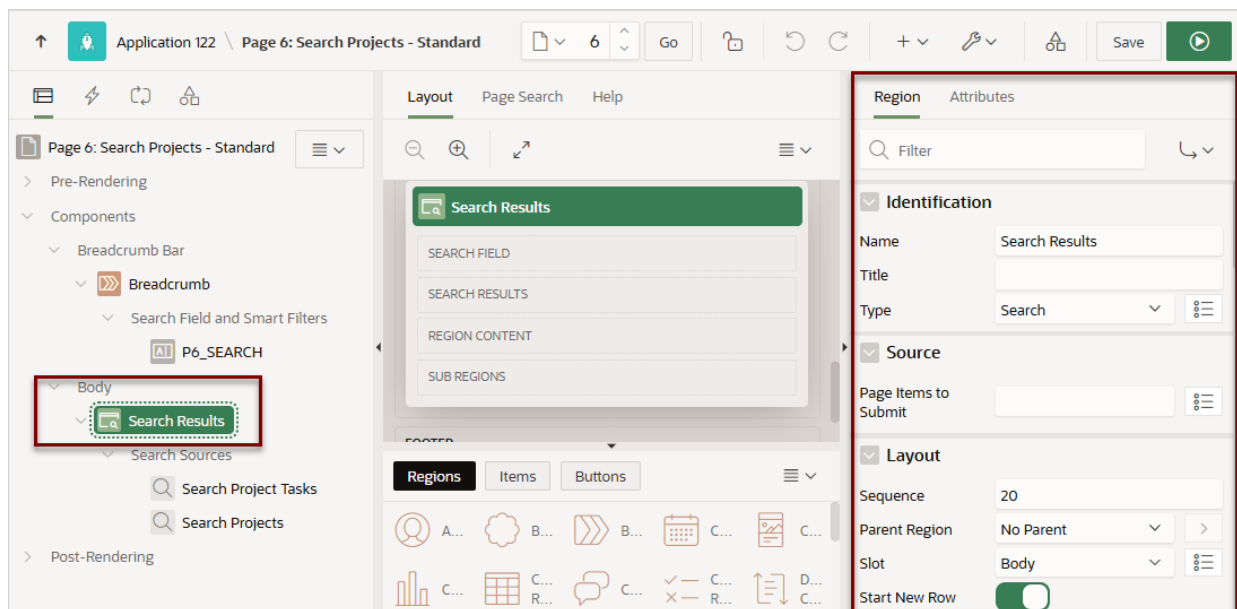 Application 122 \ Page 6: Search Projects - Standard
6
Go
Save
Page 6: Search Projects - Standard
Pre-Rendering
Components
Breadcrumb Bar
Breadcrumb
Search Field and Smart Filters
P6_SEARCH
Body
Search Results
Search Sources
Search Project Tasks
Search Projects
Post-Rendering
Layout Page Search Help
Search Results
SEARCH FIELD
SEARCH RESULTS
REGION CONTENT
SUB REGIONS
FOOTER
Regions Items Buttons
A... B... B... C... C...
C... C... C... C... D...
R... R... C...
Region Attributes
Filter
Identification
Name Search Results
Title
Type Search
Source
Page Items to
Submit
Layout
Sequence 20
Parent Region No Parent
Slot Body
Start New Row